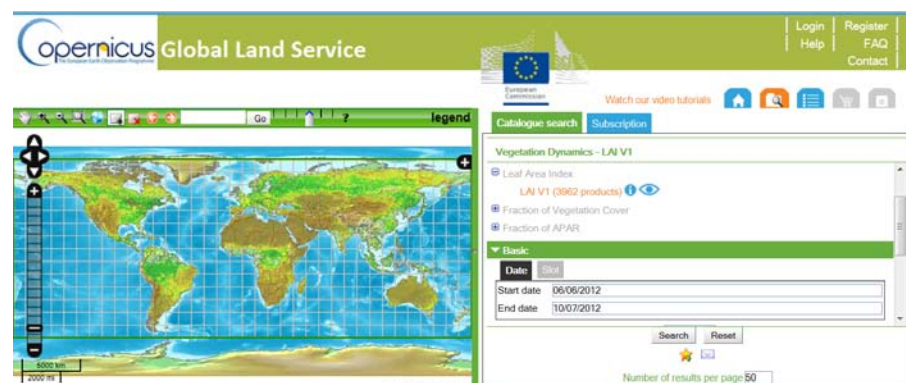 Copernicus
Global Land Service
Login
Register
Help
FAQ
Contact
European
Commission
Watch our video tutorials
Go
?
legend
Catalogue search
Subscription
Vegetation Dynamics - LAI V1
Leaf Area Index
LAI V1 (3962 products)
Fraction of Vegetation Cover
Fraction of APAR
Basic
Date
Slot
Start date 06/06/2012
End date 10/07/2012
Search
Reset
Number of results per page 50
5000 km
2000 mi